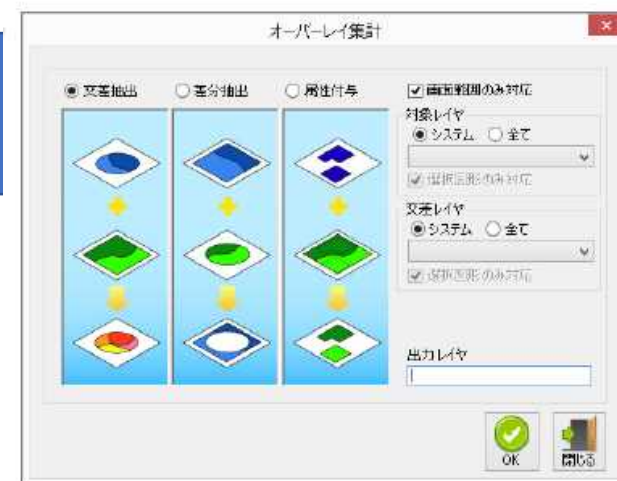 オーバーレイ集計
交差抽出 差分抽出 属性付与
画面範囲のみ対応
対象レイヤ
システム 全て
選択図形のみ対応
交差レイヤ
システム 全て
選択図形のみ対応
出力レイヤ
OK 閉じる